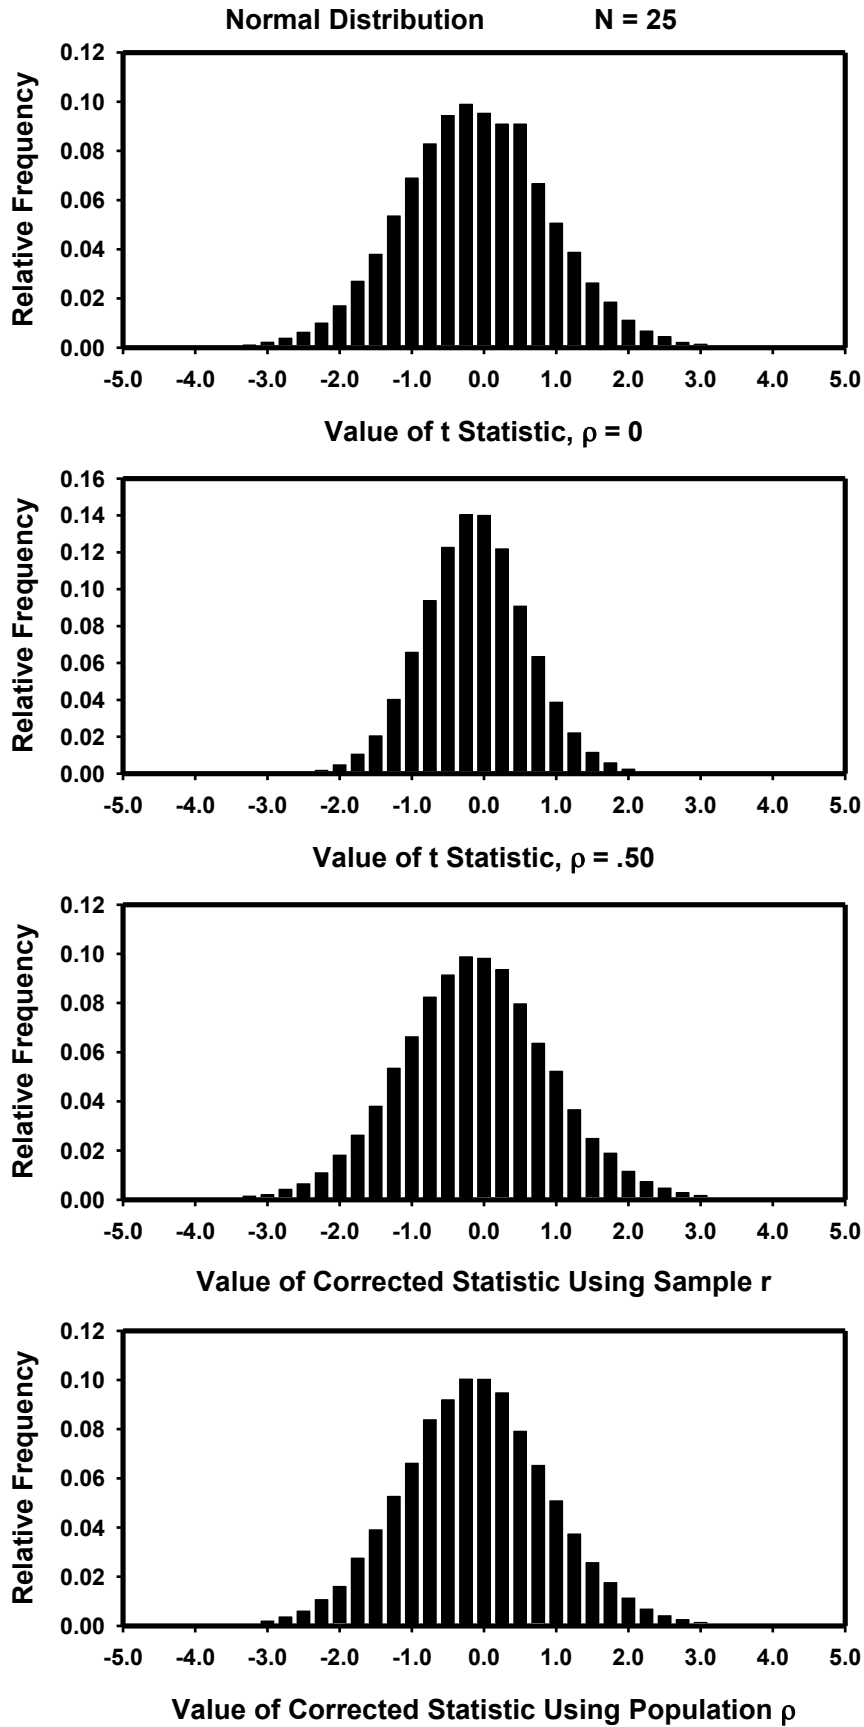 Normal Distribution N = 25
Relative Frequency
0.12
0.10
0.08
0.06
0.04
0.02
0.00
-5.0 -4.0 -3.0 -2.0 -1.0 0.0 1.0 2.0 3.0 4.0 5.0
Value of t Statistic, ρ = 0
Relative Frequency
0.16
0.14
0.12
0.10
0.08
0.06
0.04
0.02
0.00
-5.0 -4.0 -3.0 -2.0 -1.0 0.0 1.0 2.0 3.0 4.0 5.0
Value of t Statistic, ρ = .50
Relative Frequency
0.12
0.10
0.08
0.06
0.04
0.02
0.00
-5.0 -4.0 -3.0 -2.0 -1.0 0.0 1.0 2.0 3.0 4.0 5.0
Value of Corrected Statistic Using Sample r
Relative Frequency
0.12
0.10
0.08
0.06
0.04
0.02
0.00
-5.0 -4.0 -3.0 -2.0 -1.0 0.0 1.0 2.0 3.0 4.0 5.0
Value of Corrected Statistic Using Population ρ